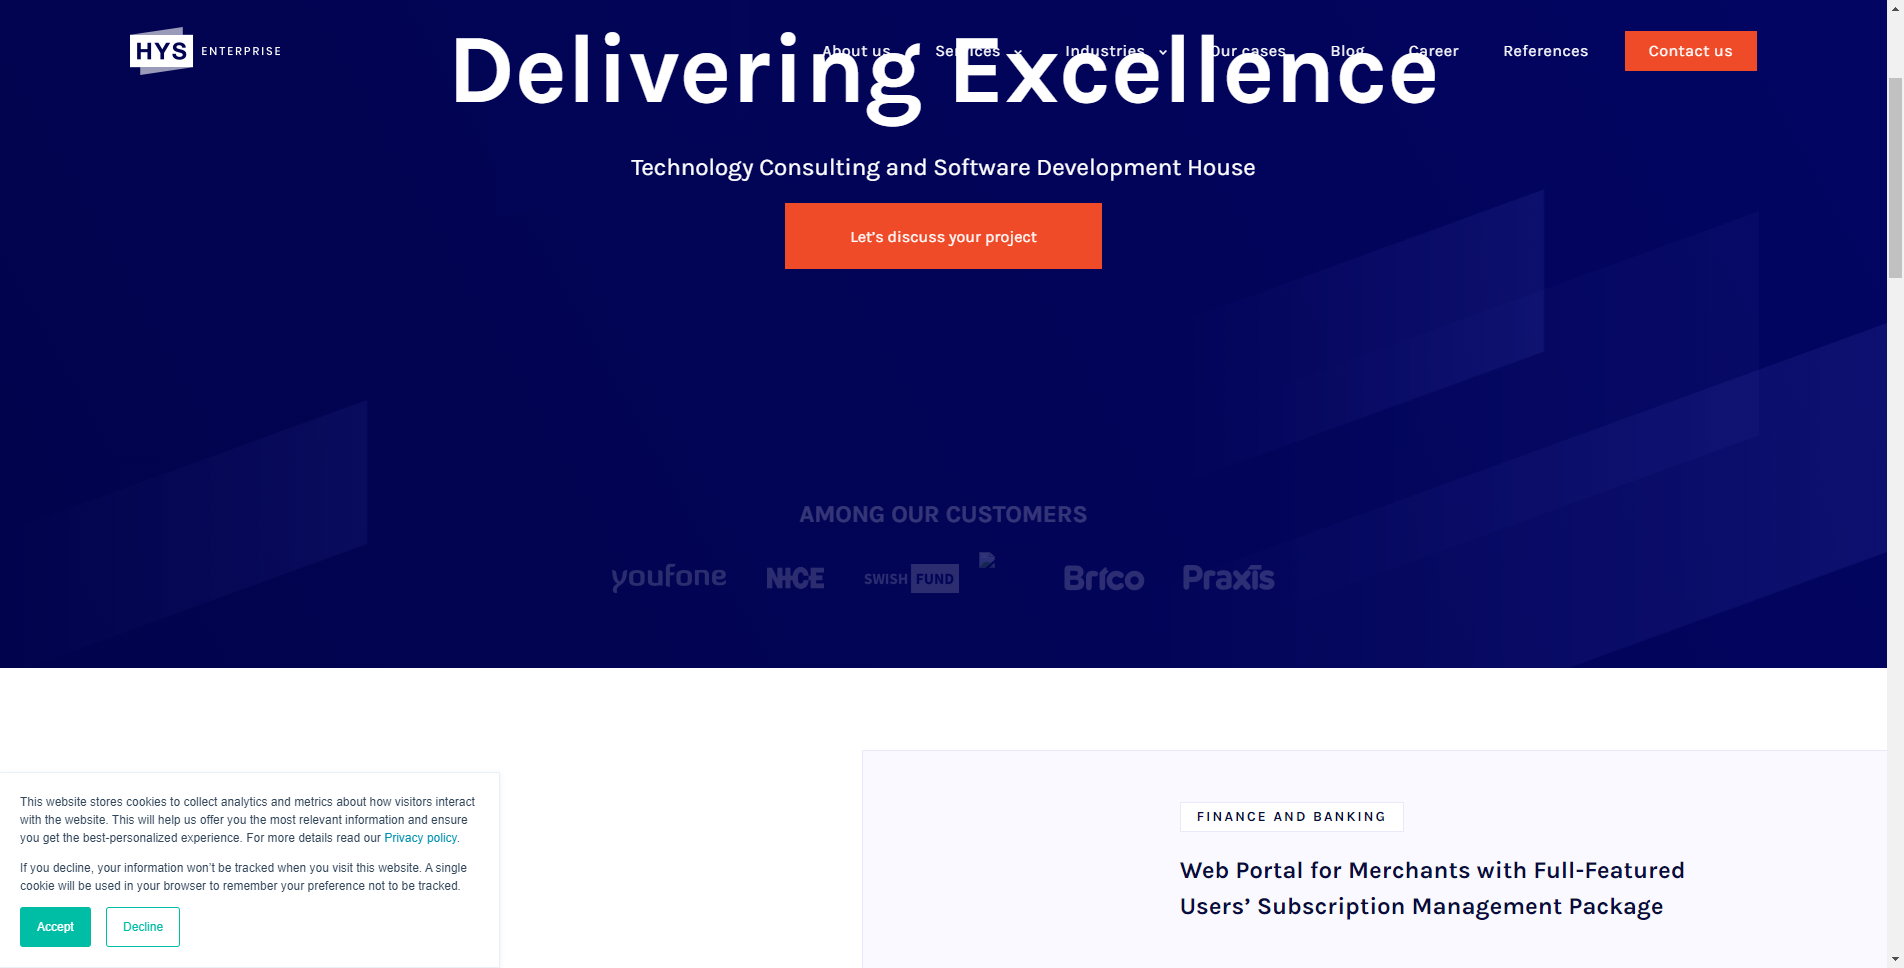 HYS ENTERPRISE
About us Services Industries Our cases Blog Career References Contact us
Delivering Excellence
Technology Consulting and Software Development House
Let’s discuss your project
AMONG OUR CUSTOMERS
youfone NICE SWISH FUND Brico Praxis
FINANCE AND BANKING
Web Portal for Merchants with Full-Featured
Users’ Subscription Management Package
This website stores cookies to collect analytics and metrics about how visitors interact
with the website. This will help us offer you the most relevant information and ensure
you get the best-personalized experience. For more details read our Privacy policy.
If you decline, your information won’t be tracked when you visit this website. A single
cookie will be used in your browser to remember your preference not to be tracked.
Accept Decline